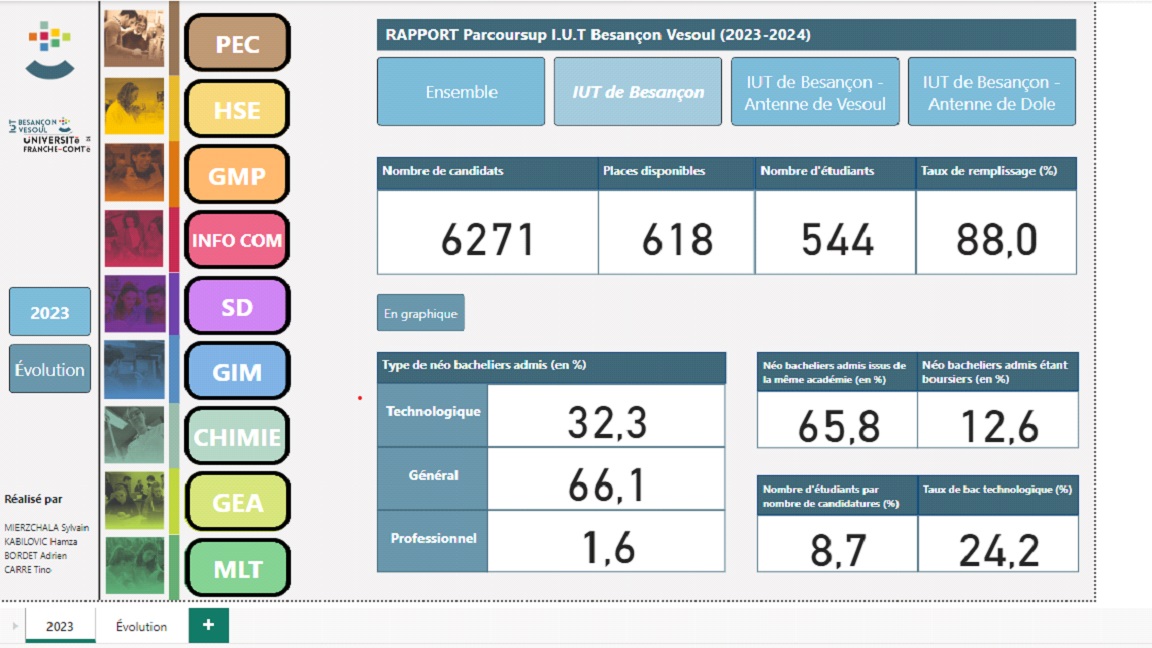 BESANÇON
VESOUL
IUT
UNIVERSITÉ
FRANCHE-COMTÉ
2023
Évolution
Réalisé par
MIERZCHALA Sylvain
KABILOVIC Hamza
BORDET Adrien
CARRE Tino
PEC
HSE
GMP
INFO COM
SD
GIM
CHIMIE
GEA
MLT
RAPPORT Parcoursup I.U.T Besançon Vesoul (2023-2024)
Ensemble
IUT de Besançon
IUT de Besançon -
Antenne de Vesoul
IUT de Besançon -
Antenne de Dole
Nombre de candidats
Places disponibles
Nombre d'étudiants
Taux de remplissage (%)
6271
618
544
88,0
En graphique
Type de néo bacheliers admis (en %)
Technologique
32,3
Général
66,1
Professionnel
1,6
Néo bacheliers admis issus de
la même académie (en %)
Néo bacheliers admis étant
boursiers (en %)
65,8
12,6
Nombre d'étudiants par
nombre de candidatures (%)
Taux de bac technologique (%)
8,7
24,2
2023
Évolution
+